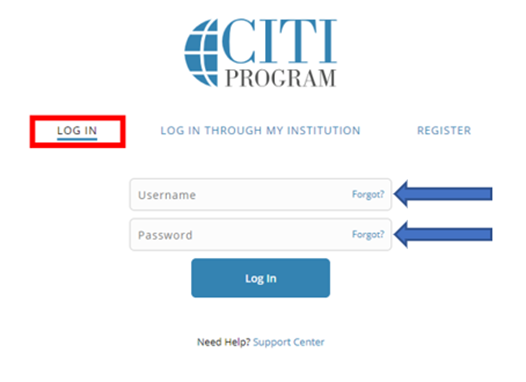 CITI
PROGRAM
LOG IN LOG IN THROUGH MY INSTITUTION REGISTER
Username Forgot?
Password Forgot?
Log In
Need Help? Support Center